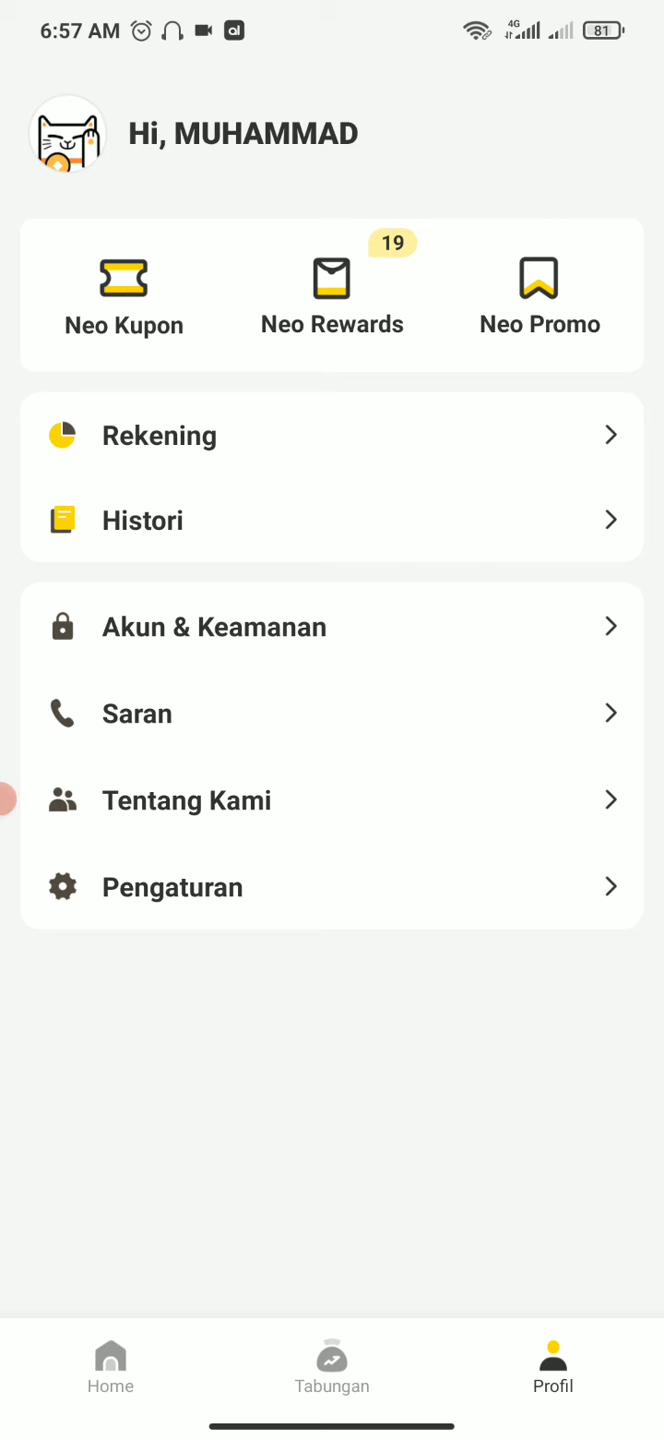 6:57 AM
4G
81
Hi, MUHAMMAD
19
Neo Kupon
Neo Rewards
Neo Promo
Rekening
Histori
Akun & Keamanan
Saran
Tentang Kami
Pengaturan
Home
Tabungan
Profil